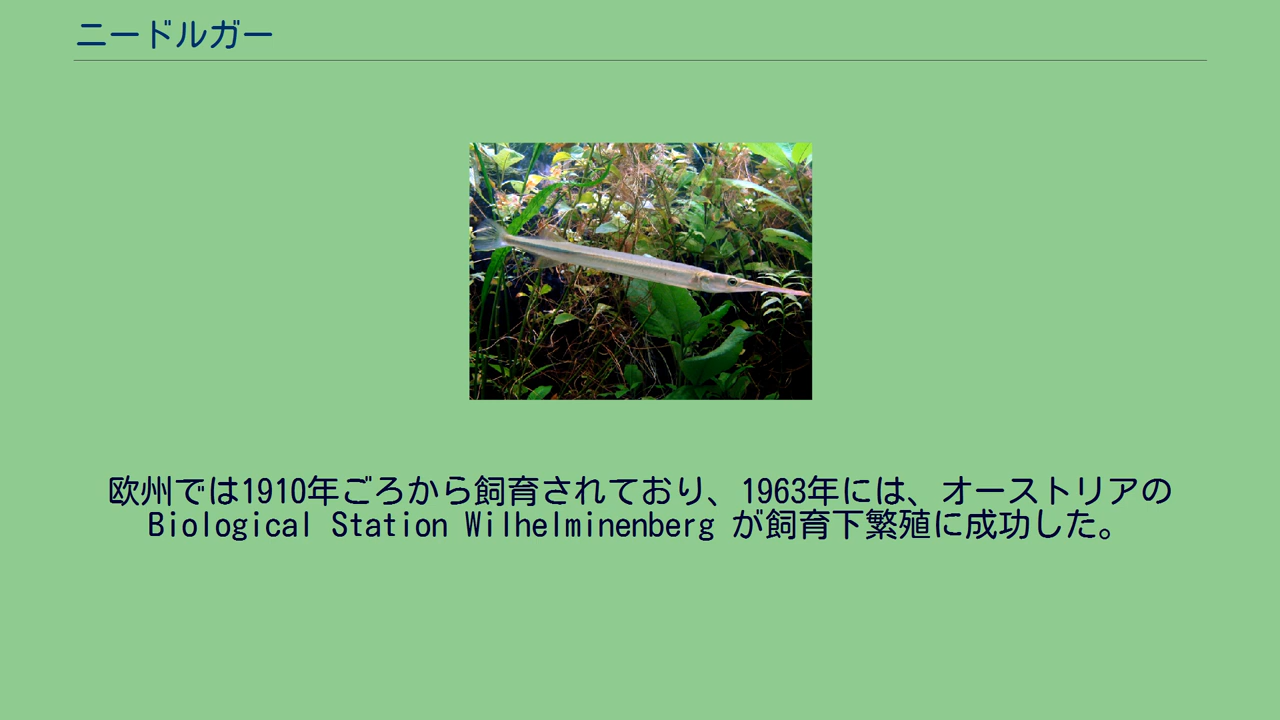 ニードルガー
欧州では1910年ごろから飼育されており、1963年には、オーストリアの
Biological Station Wilhelminenberg が飼育下繁殖に成功した。